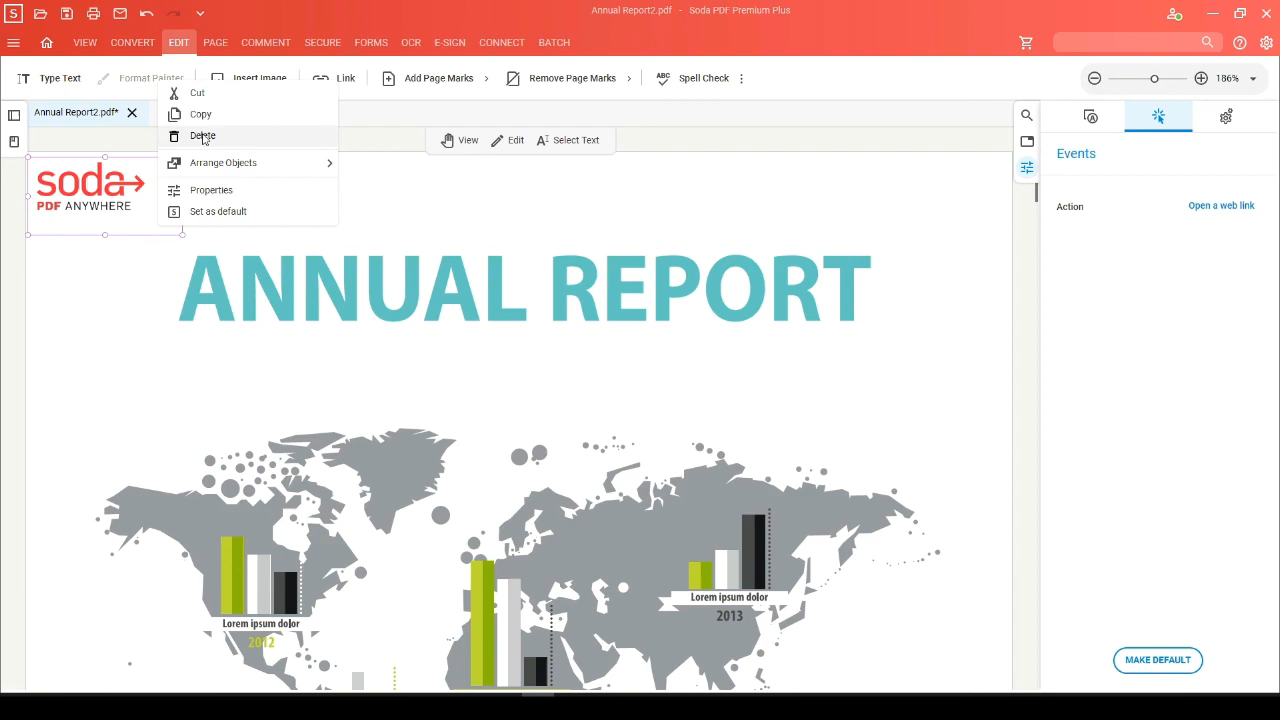 S
Annual Report2.pdf - Soda PDF Premium Plus
VIEW CONVERT EDIT PAGE COMMENT SECURE FORMS OCR E-SIGN CONNECT BATCH
Type Text Format Painter Insert Image Link Add Page Marks Remove Page Marks ABC Spell Check 186%
Annual Report2.pdf*
Cut
Copy
Delete
Arrange Objects
Properties
Set as default
View Edit Select Text
Events
Action Open a web link
soda
PDF ANYWHERE
ANNUAL REPORT
Lorem ipsum dolor
2013
Lorem ipsum dolor
2012
MAKE DEFAULT